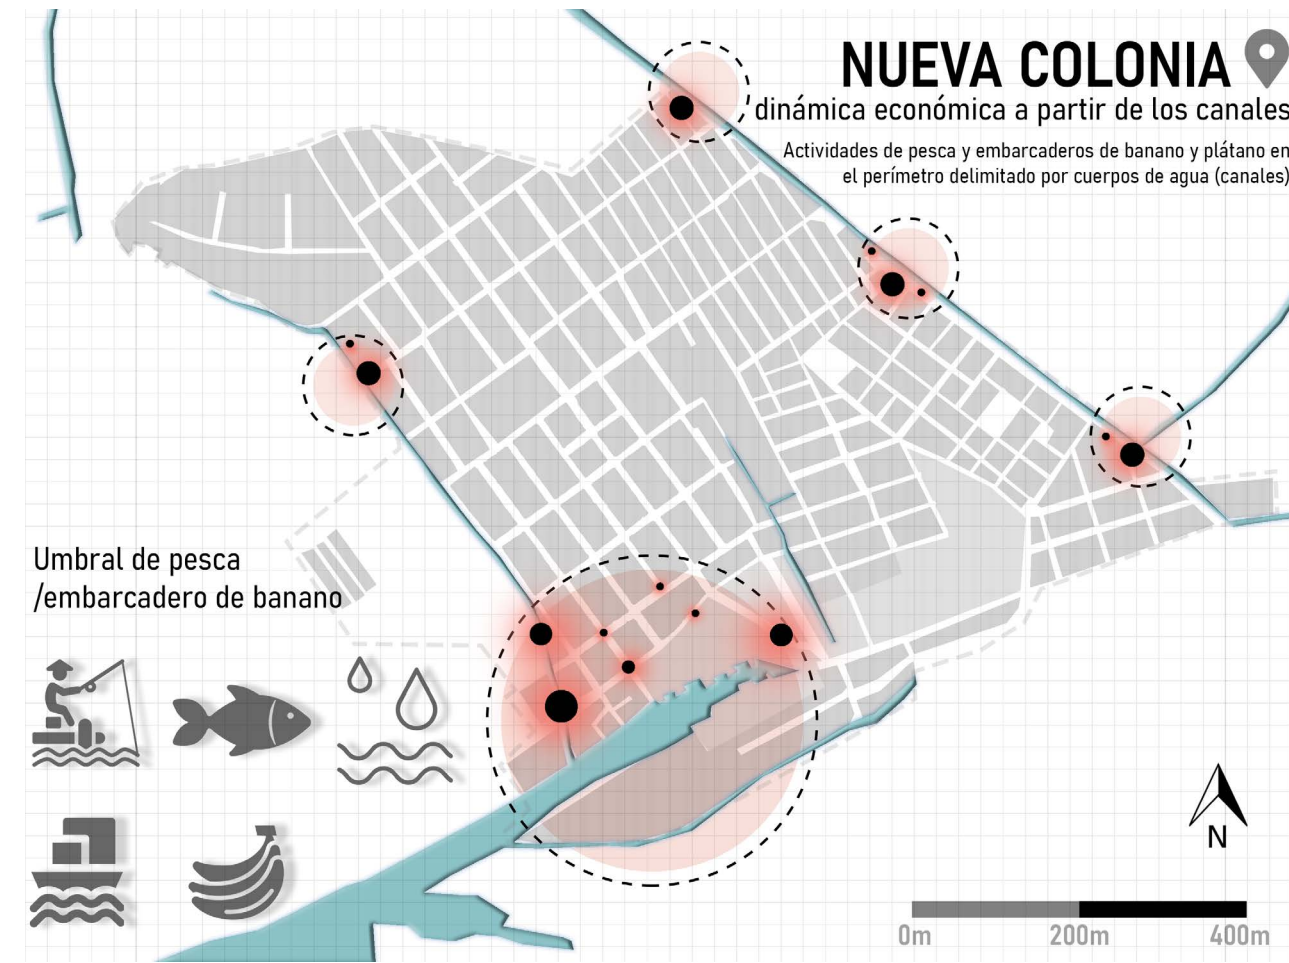 NUEVA COLONIA
dinámica económica a partir de los canales
Actividades de pesca y embarcaderos de banano y plátano en
el perímetro delimitado por cuerpos de agua (canales)
Umbral de pesca
/embarcadero de banano
N
0m 200m 400m